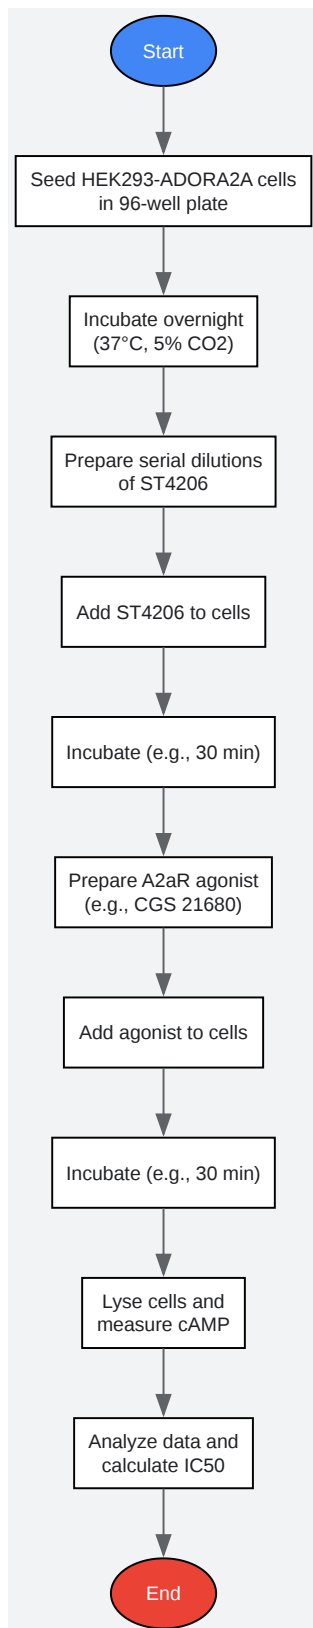 Start
Seed HEK293-ADORA2A cells
in 96-well plate
Incubate overnight
(37°C, 5% CO2)
Prepare serial dilutions
of ST4206
Add ST4206 to cells
Incubate (e.g., 30 min)
Prepare A2aR agonist
(e.g., CGS 21680)
Add agonist to cells
Incubate (e.g., 30 min)
Lyse cells and
measure cAMP
Analyze data and
calculate IC50
End